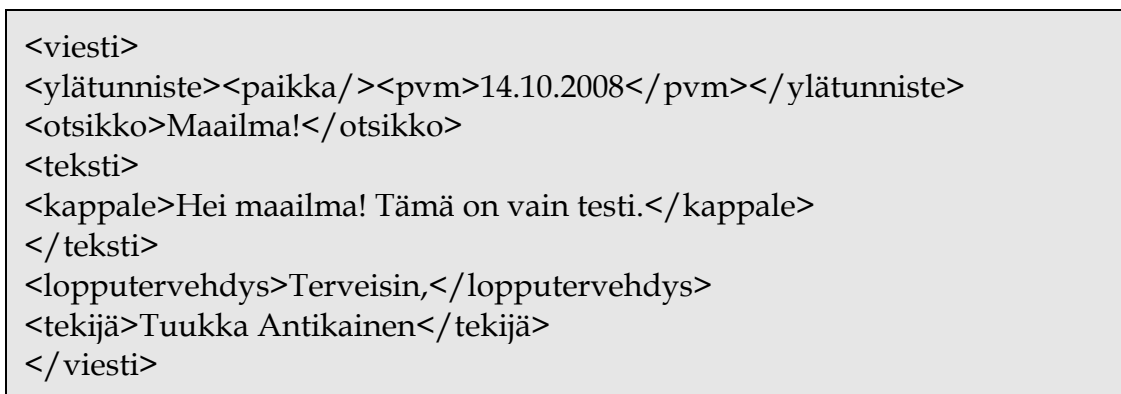 <viesti>
<ylätunniste><paikka/><pvm>14.10.2008</pvm></ylätunniste>
<otsikko>Maailma!</otsikko>
<teksti>
<kappale>Hei maailma! Tämä on vain testi.</kappale>
</teksti>
<lopputervehdys>Terveisin,</lopputervehdys>
<tekijä>Tuukka Antikainen</tekijä>
</viesti>